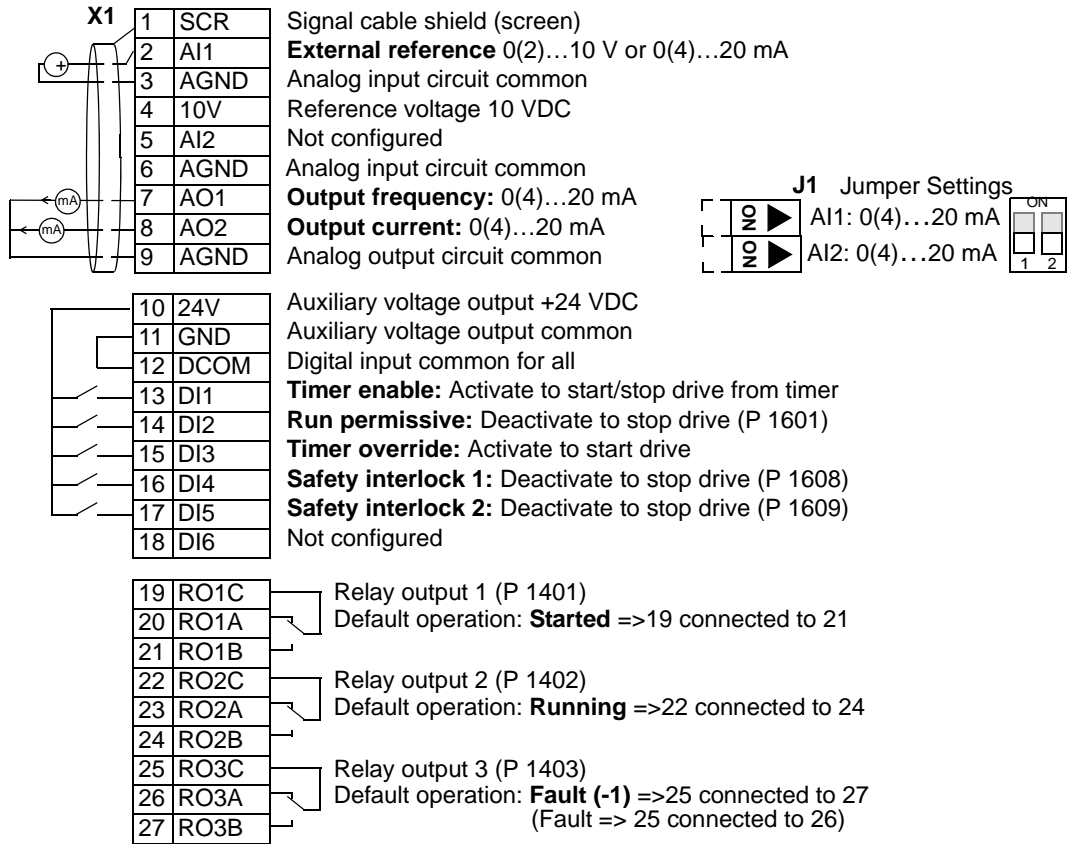 X1
1 SCR Signal cable shield (screen)
2 AI1 External reference 0(2)…10 V or 0(4)…20 mA
3 AGND Analog input circuit common
4 10V Reference voltage 10 VDC
5 AI2 Not configured
6 AGND Analog input circuit common
7 AO1 Output frequency: 0(4)…20 mA
8 AO2 Output current: 0(4)…20 mA
9 AGND Analog output circuit common
+
mA
mA
J1 Jumper Settings
ON AI1: 0(4)…20 mA
ON AI2: 0(4)…20 mA
ON
1 2
10 24V Auxiliary voltage output +24 VDC
11 GND Auxiliary voltage output common
12 DCOM Digital input common for all
13 DI1 Timer enable: Activate to start/stop drive from timer
14 DI2 Run permissive: Deactivate to stop drive (P 1601)
15 DI3 Timer override: Activate to start drive
16 DI4 Safety interlock 1: Deactivate to stop drive (P 1608)
17 DI5 Safety interlock 2: Deactivate to stop drive (P 1609)
18 DI6 Not configured
19 RO1C Relay output 1 (P 1401)
20 RO1A Default operation: Started =>19 connected to 21
21 RO1B
22 RO2C Relay output 2 (P 1402)
23 RO2A Default operation: Running =>22 connected to 24
24 RO2B
25 RO3C Relay output 3 (P 1403)
26 RO3A Default operation: Fault (-1) =>25 connected to 27
27 RO3B (Fault => 25 connected to 26)